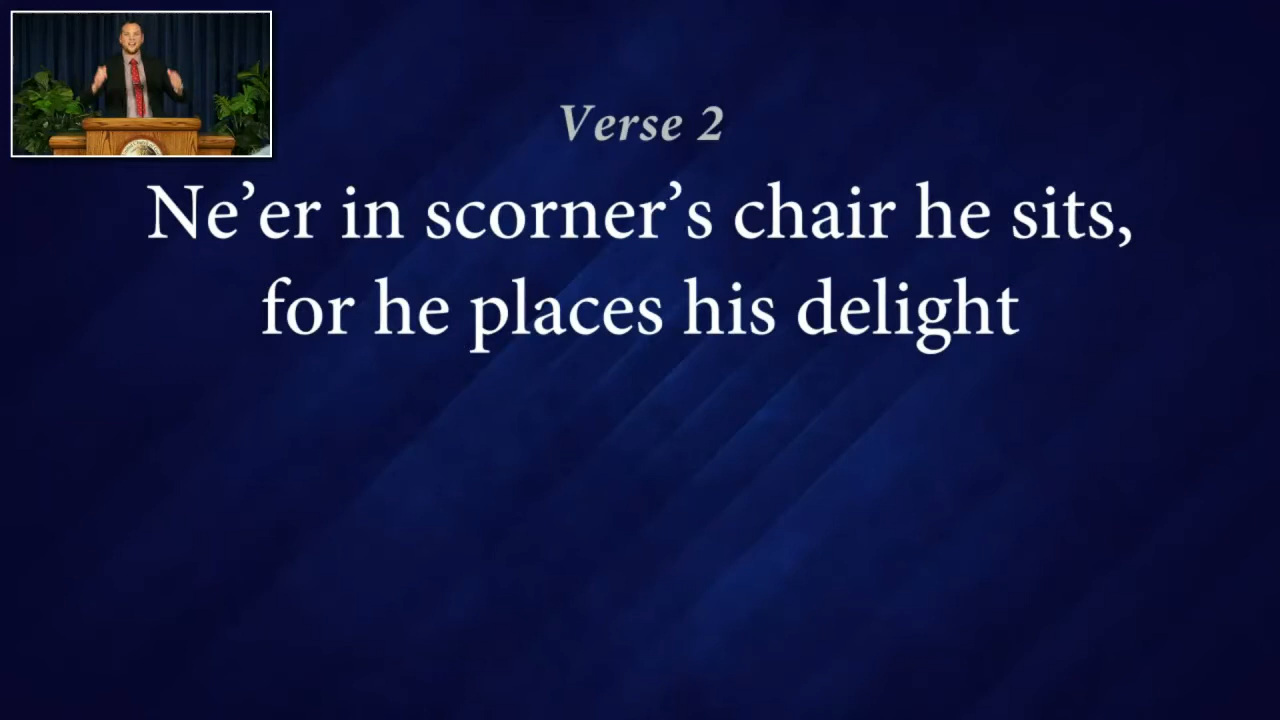 Verse 2
Ne’er in scorner’s chair he sits,
for he places his delight